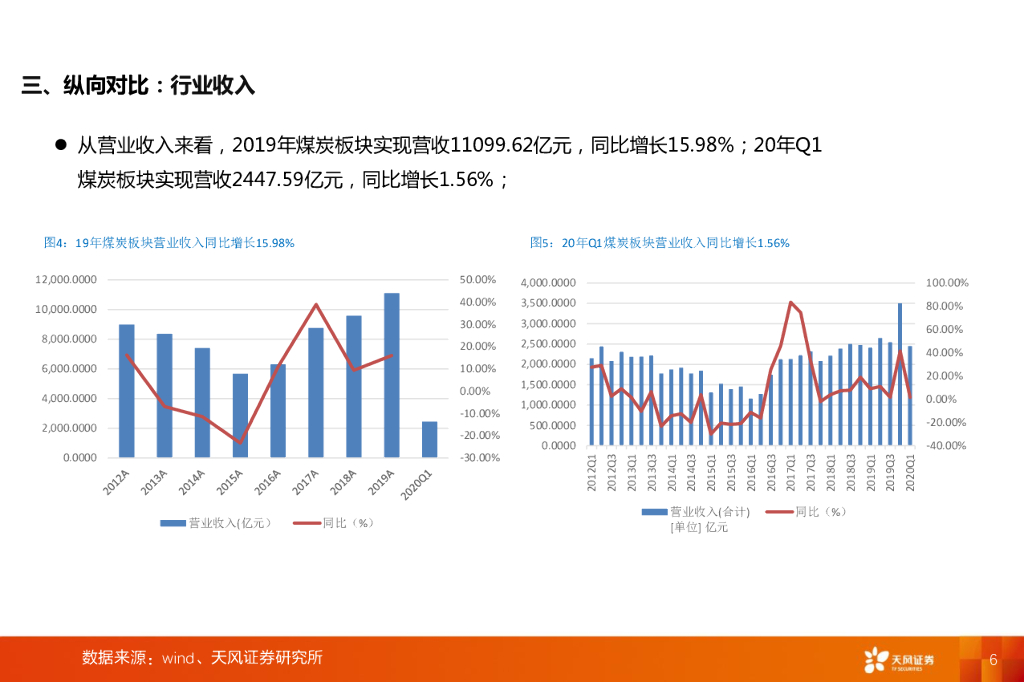 三、纵向对比：行业收入
● 从营业收入来看，2019年煤炭板块实现营收11099.62亿元，同比增长15.98%；20年Q1
煤炭板块实现营收2447.59亿元，同比增长1.56%；
图4：19年煤炭板块营业收入同比增长15.98%
12,000.0000
10,000.0000
8,000.0000
6,000.0000
4,000.0000
2,000.0000
0.0000
50.00%
40.00%
30.00%
20.00%
10.00%
0.00%
-10.00%
-20.00%
-30.00%
2012A
2013A
2014A
2015A
2016A
2017A
2018A
2019A
2020Q1
营业收入(亿元）
同比（%）
图5：20年Q1煤炭板块营业收入同比增长1.56%
4,000.0000
3,500.0000
3,000.0000
2,500.0000
2,000.0000
1,500.0000
1,000.0000
500.0000
0.0000
100.00%
80.00%
60.00%
40.00%
20.00%
0.00%
-20.00%
-40.00%
2012Q1
2012Q3
2013Q1
2013Q3
2014Q1
2014Q3
2015Q1
2015Q3
2016Q1
2016Q3
2017Q1
2017Q3
2018Q1
2018Q3
2019Q1
2019Q3
2020Q1
营业收入(合计)
[单位] 亿元
同比（%）
数据来源：wind、天风证券研究所
天风证券
TF SECURITIES
6